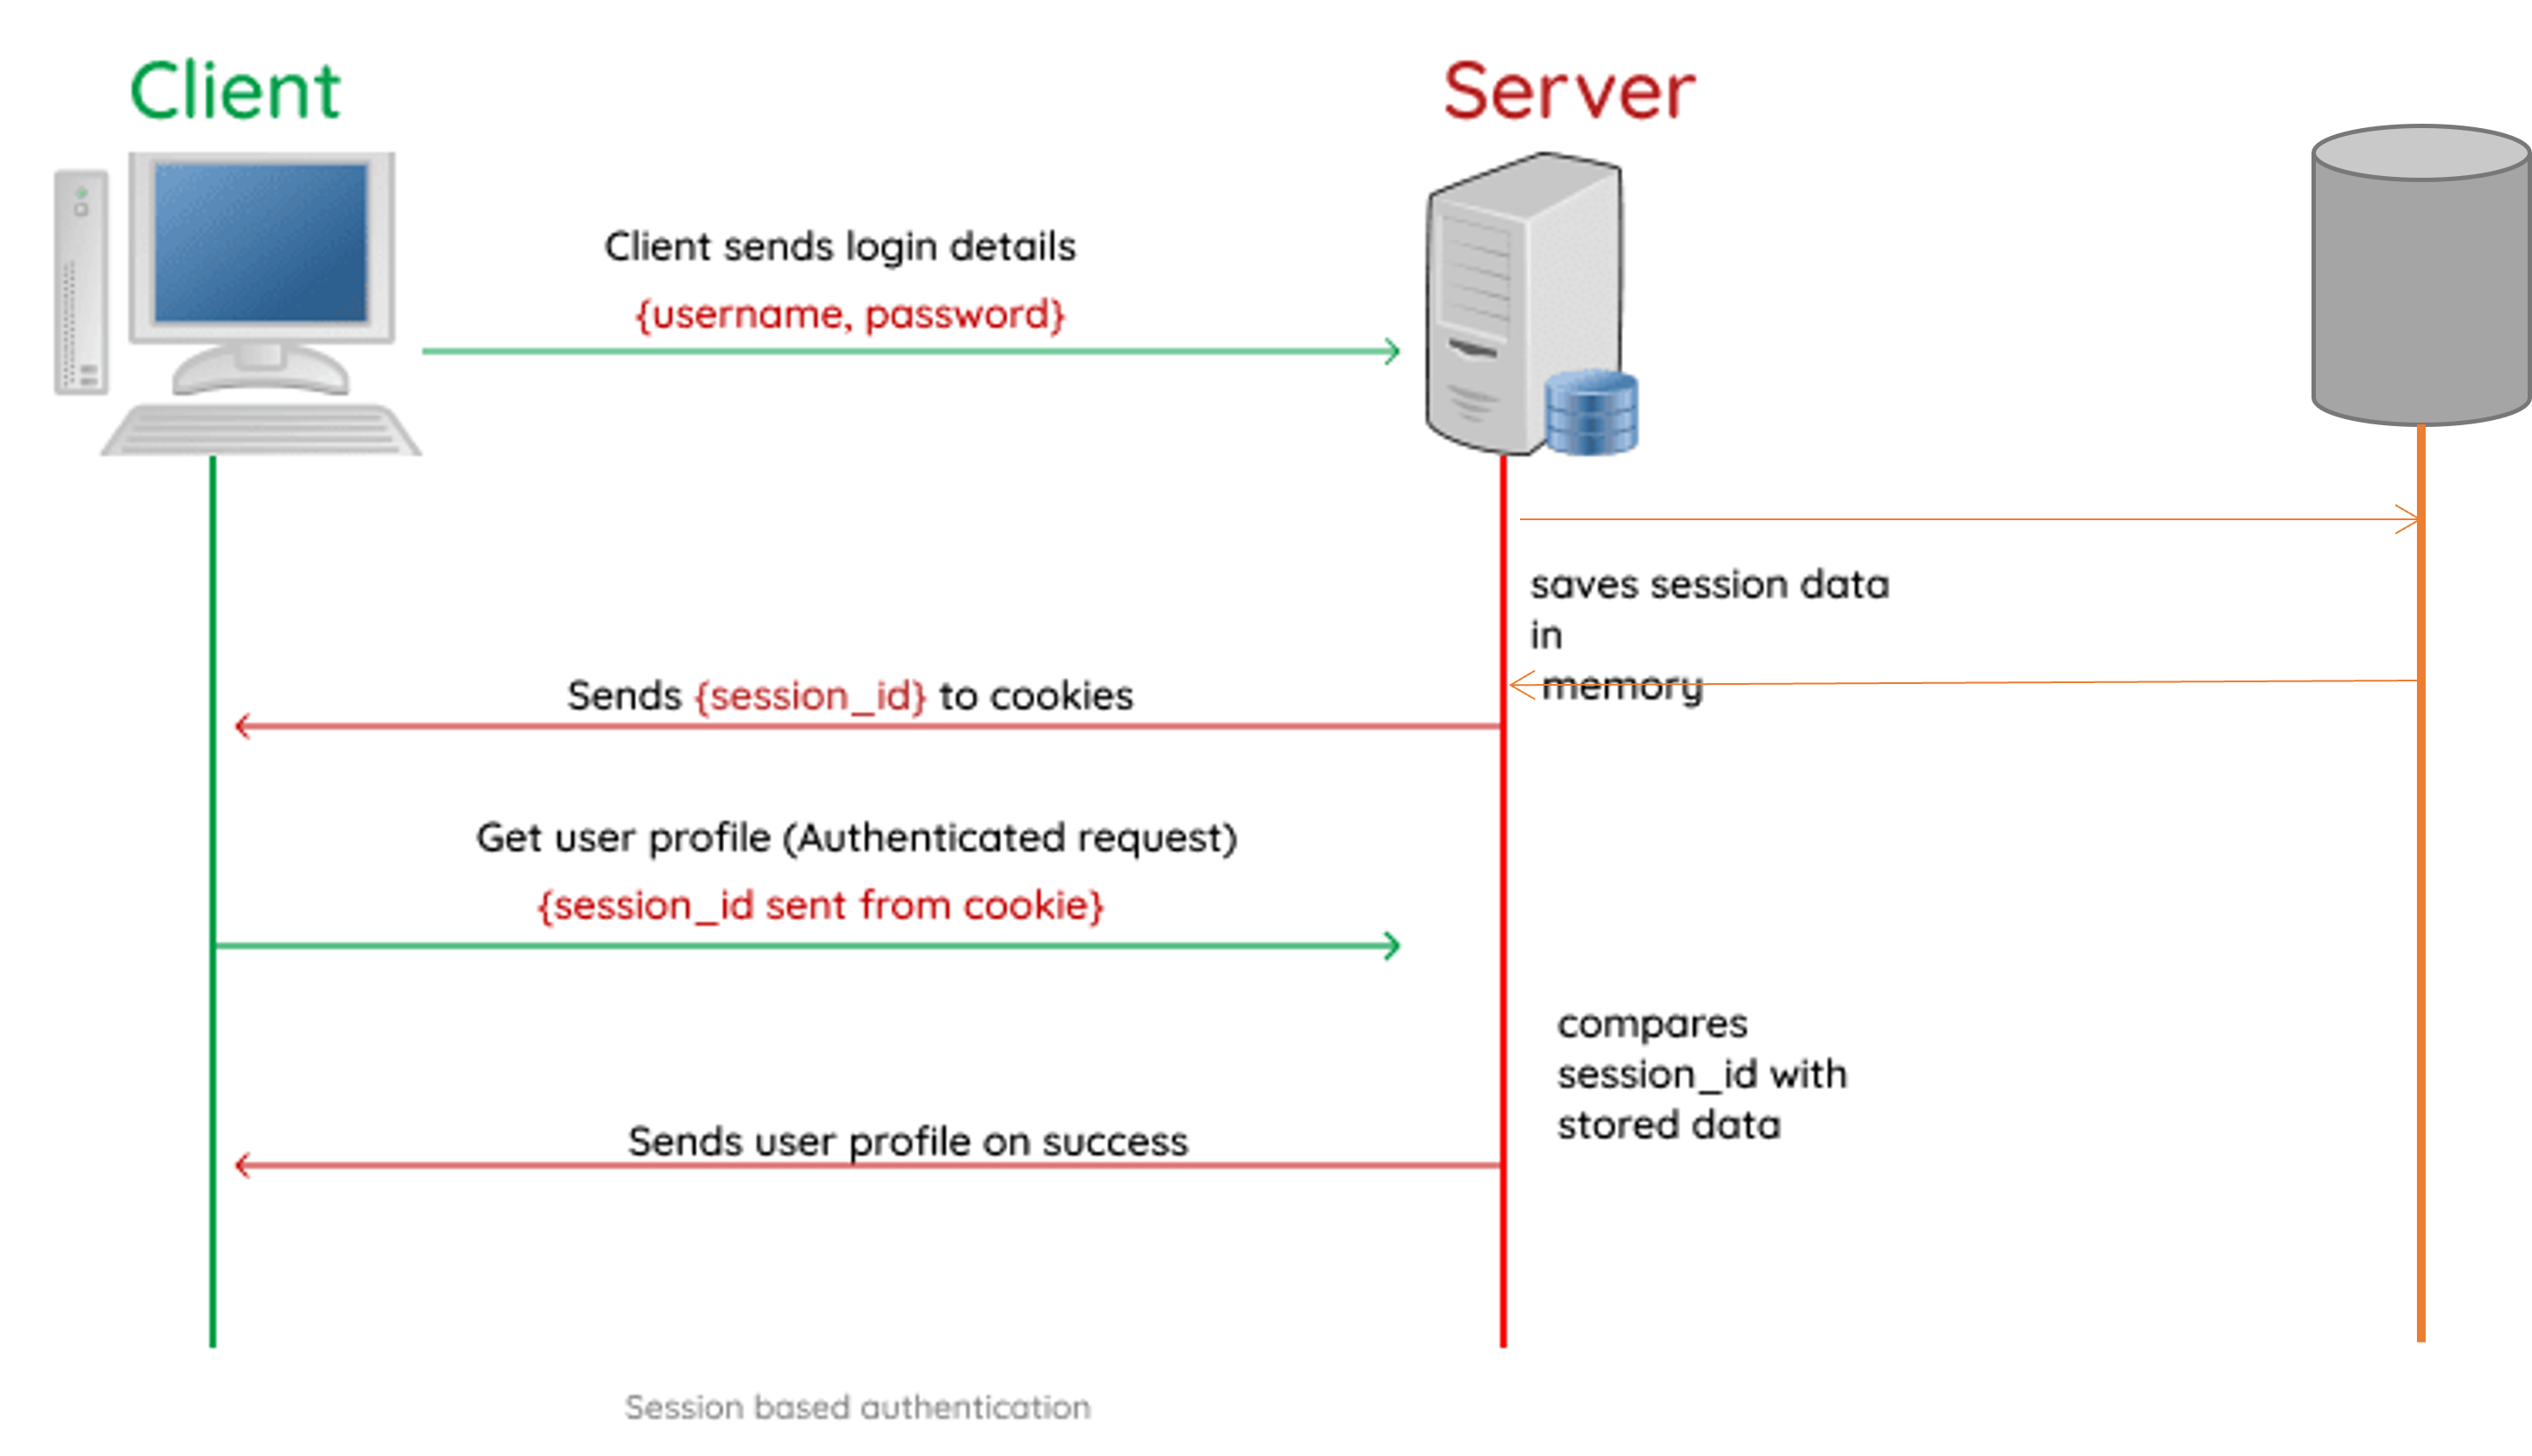 Client
Server
Client sends login details
{username, password}
saves session data
in
memory
Sends {session_id} to cookies
Get user profile (Authenticated request)
{session_id sent from cookie}
compares
session_id with
stored data
Sends user profile on success
Session based authentication